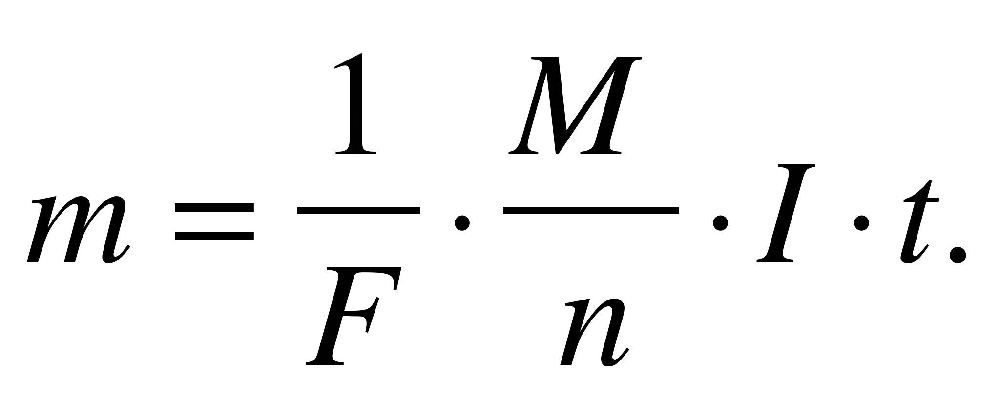 m = 1/F · M/n · I · t.